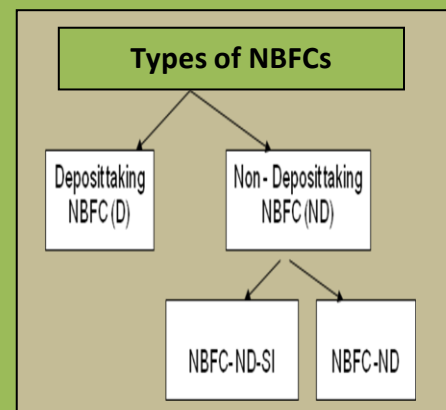 Types of NBFCs
Deposittaking
NBFC (D)
Non - Deposittaking
NBFC (ND)
NBFC-ND-SI
NBFC-ND